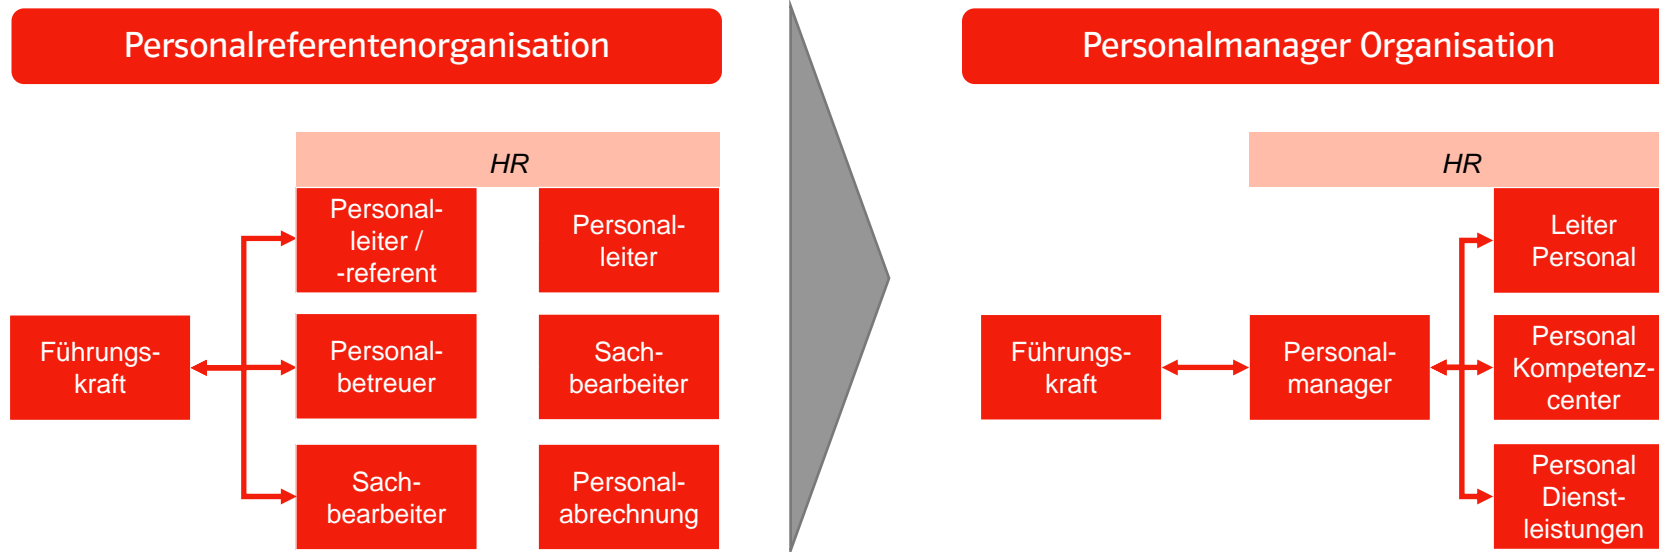 Personalreferentenorganisation
HR
Personal-
leiter /
-referent
Personal-
leiter
Führungs-
kraft
Personal-
betreuer
Sach-
bearbeiter
Sach-
bearbeiter
Personal-
abrechnung
Personalmanager Organisation
HR
Leiter
Personal
Führungs-
kraft
Personal-
manager
Personal
Kompetenz-
center
Personal
Dienst-
leistungen